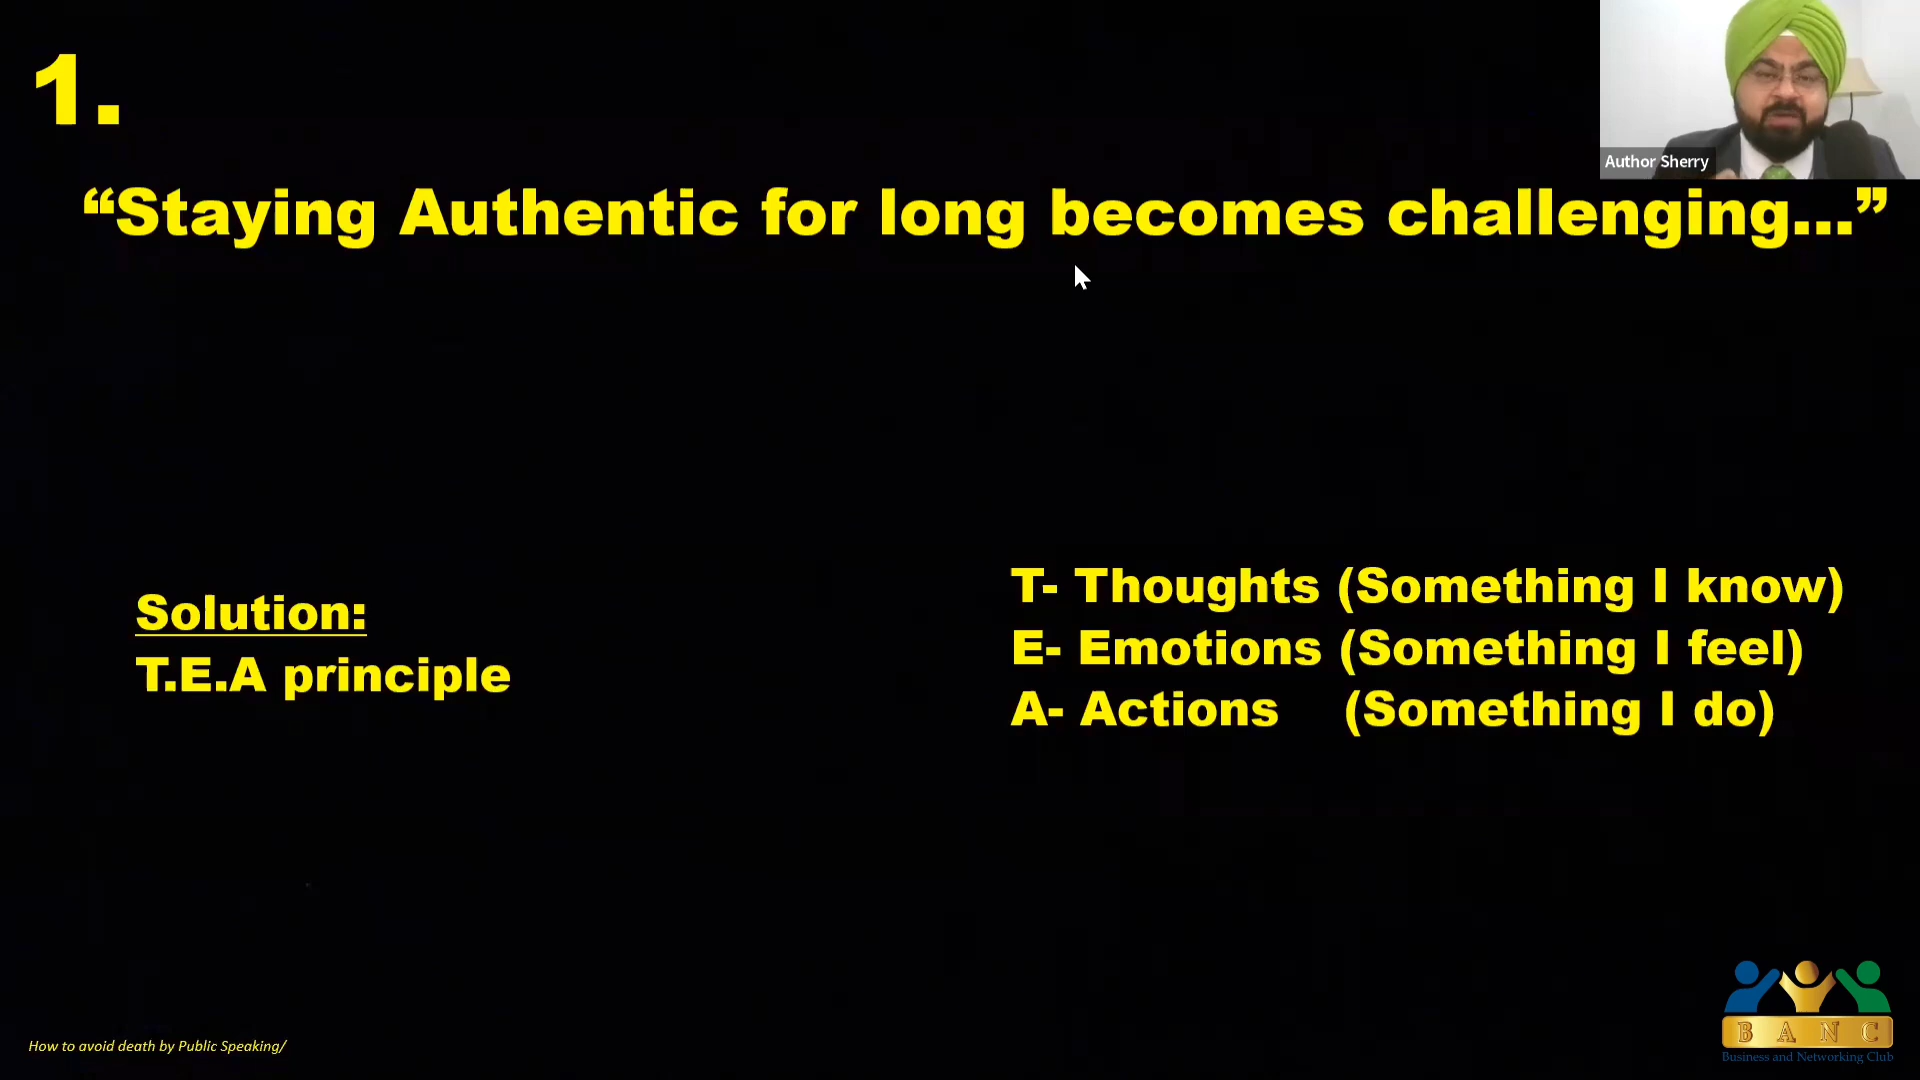 1.
Author Sherry
“Staying Authentic for long becomes challenging...”
Solution:
T.E.A principle
T- Thoughts (Something I know)
E- Emotions (Something I feel)
A- Actions (Something I do)
How to avoid death by Public Speaking/
B A N C
Business and Networking Club